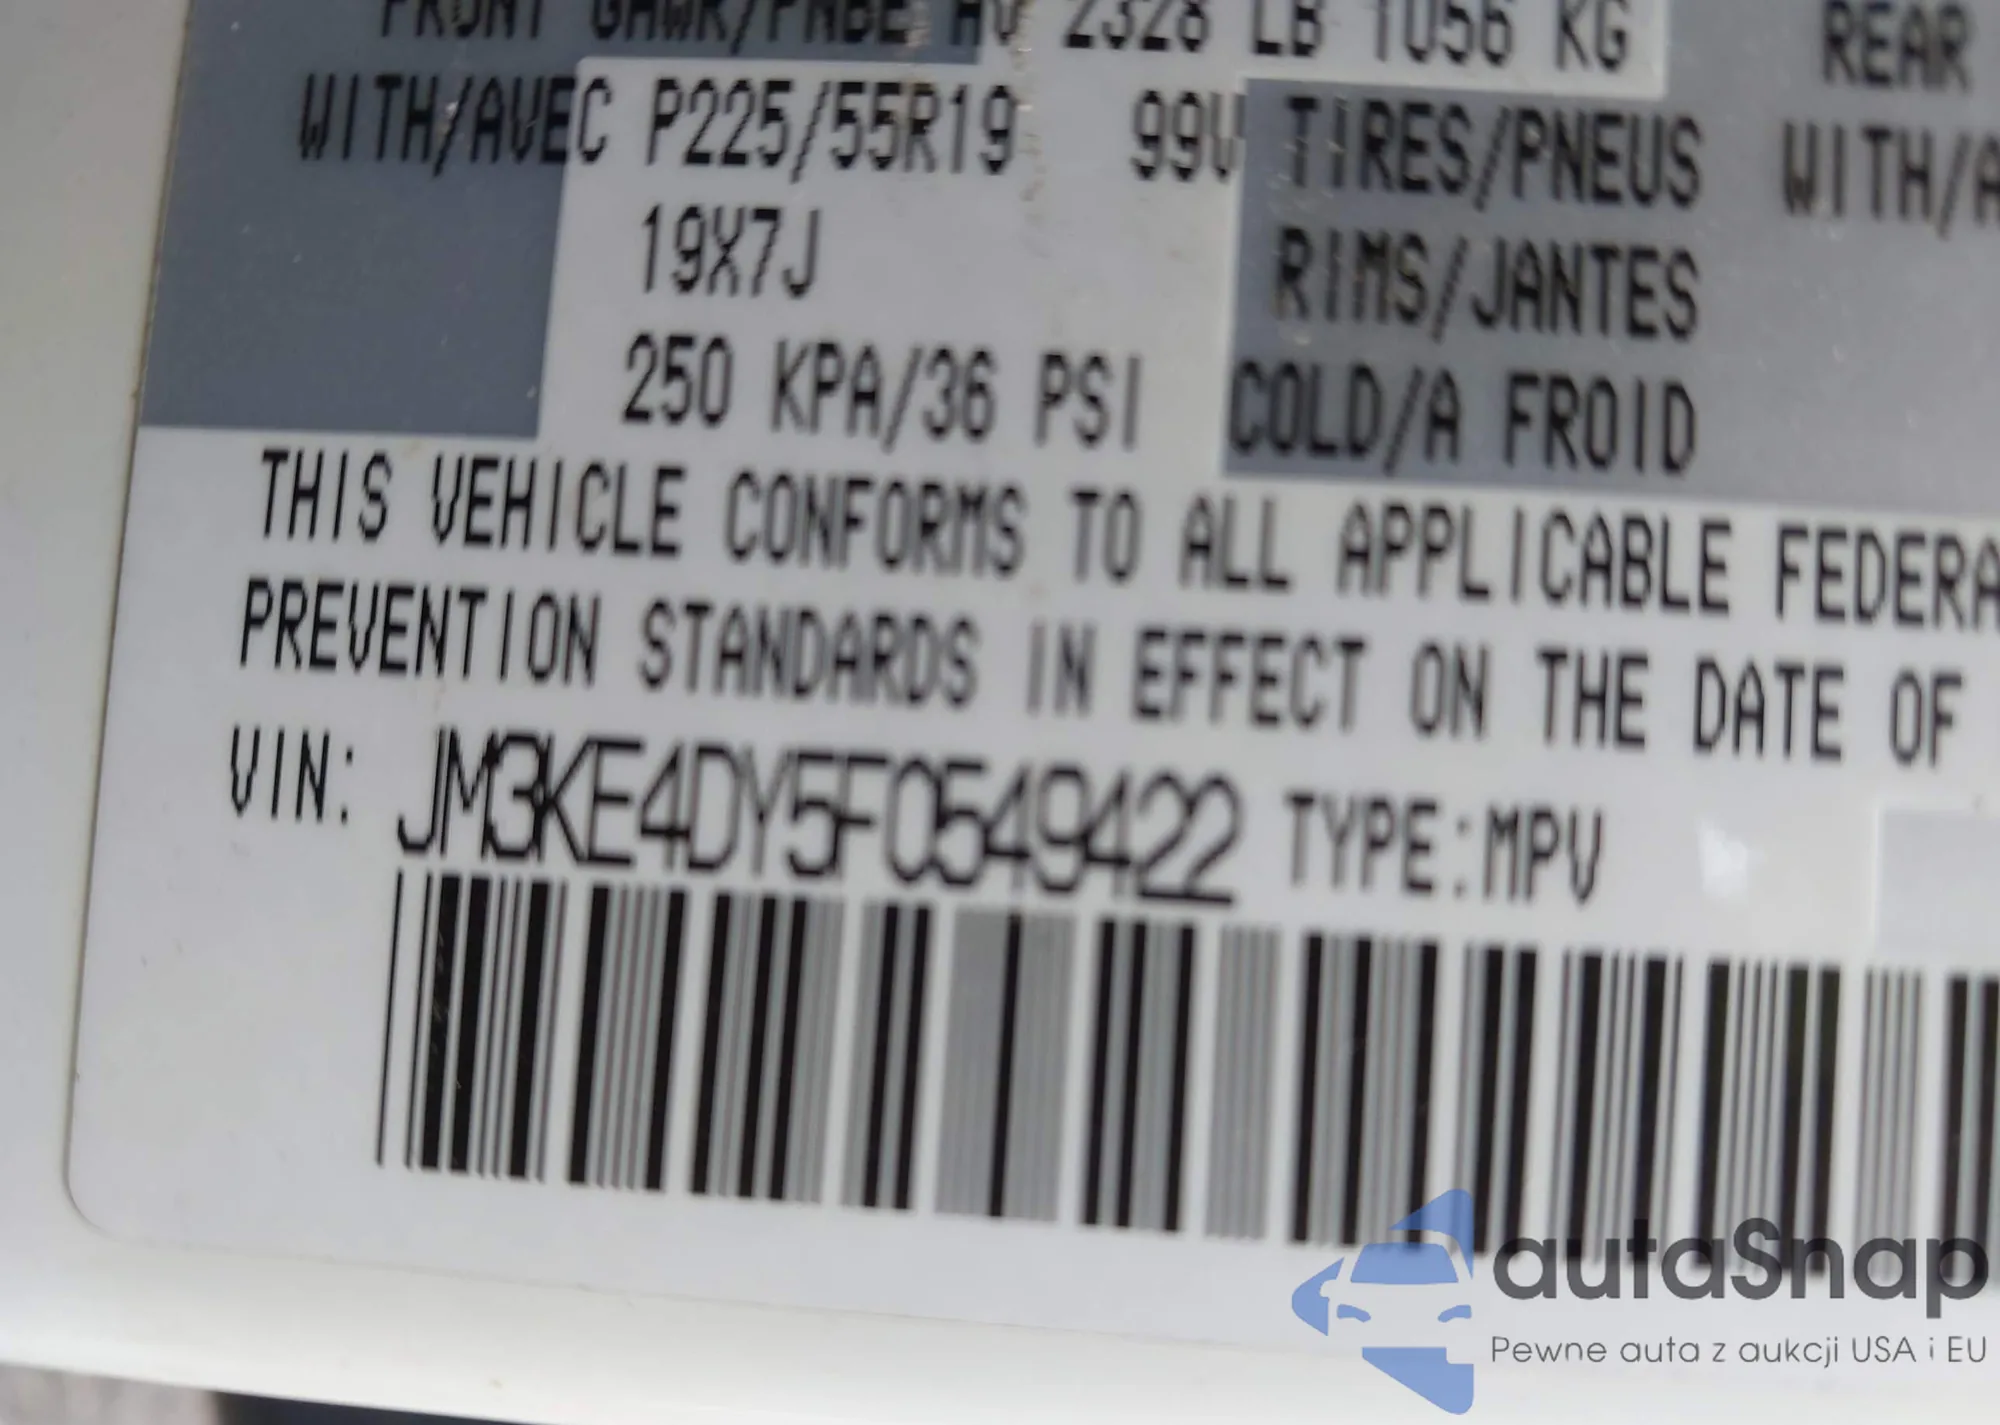 FRONT GAWR/PNBE AV 2328 LB 1056 KG REAR
WITH/AVEC P225/55R19 99V TIRES/PNEUS WITH/A
19X7J RIMS/JANTES
250 KPA/36 PSI COLD/A FROID
THIS VEHICLE CONFORMS TO ALL APPLICABLE FEDERA
PREVENTION STANDARDS IN EFFECT ON THE DATE OF
VIN: JM3KE4DY5F0549422 TYPE:MPV
autaSnap
Pewne auta z aukcji USA i EU